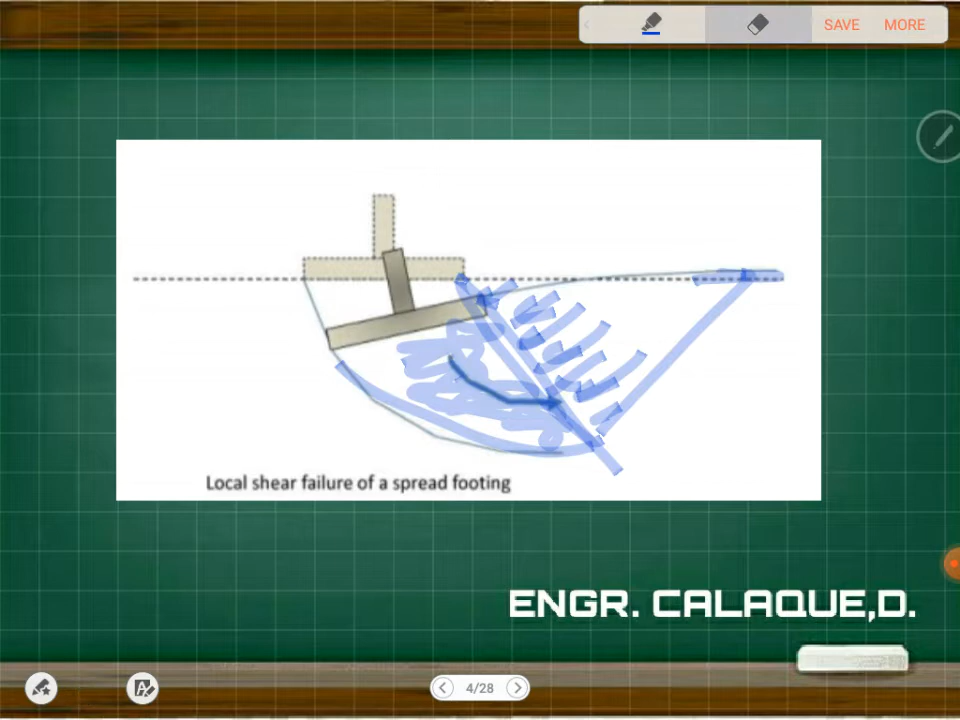 SAVE MORE
Local shear failure of a spread footing
ENGR. CALAQUE,D.
4/28